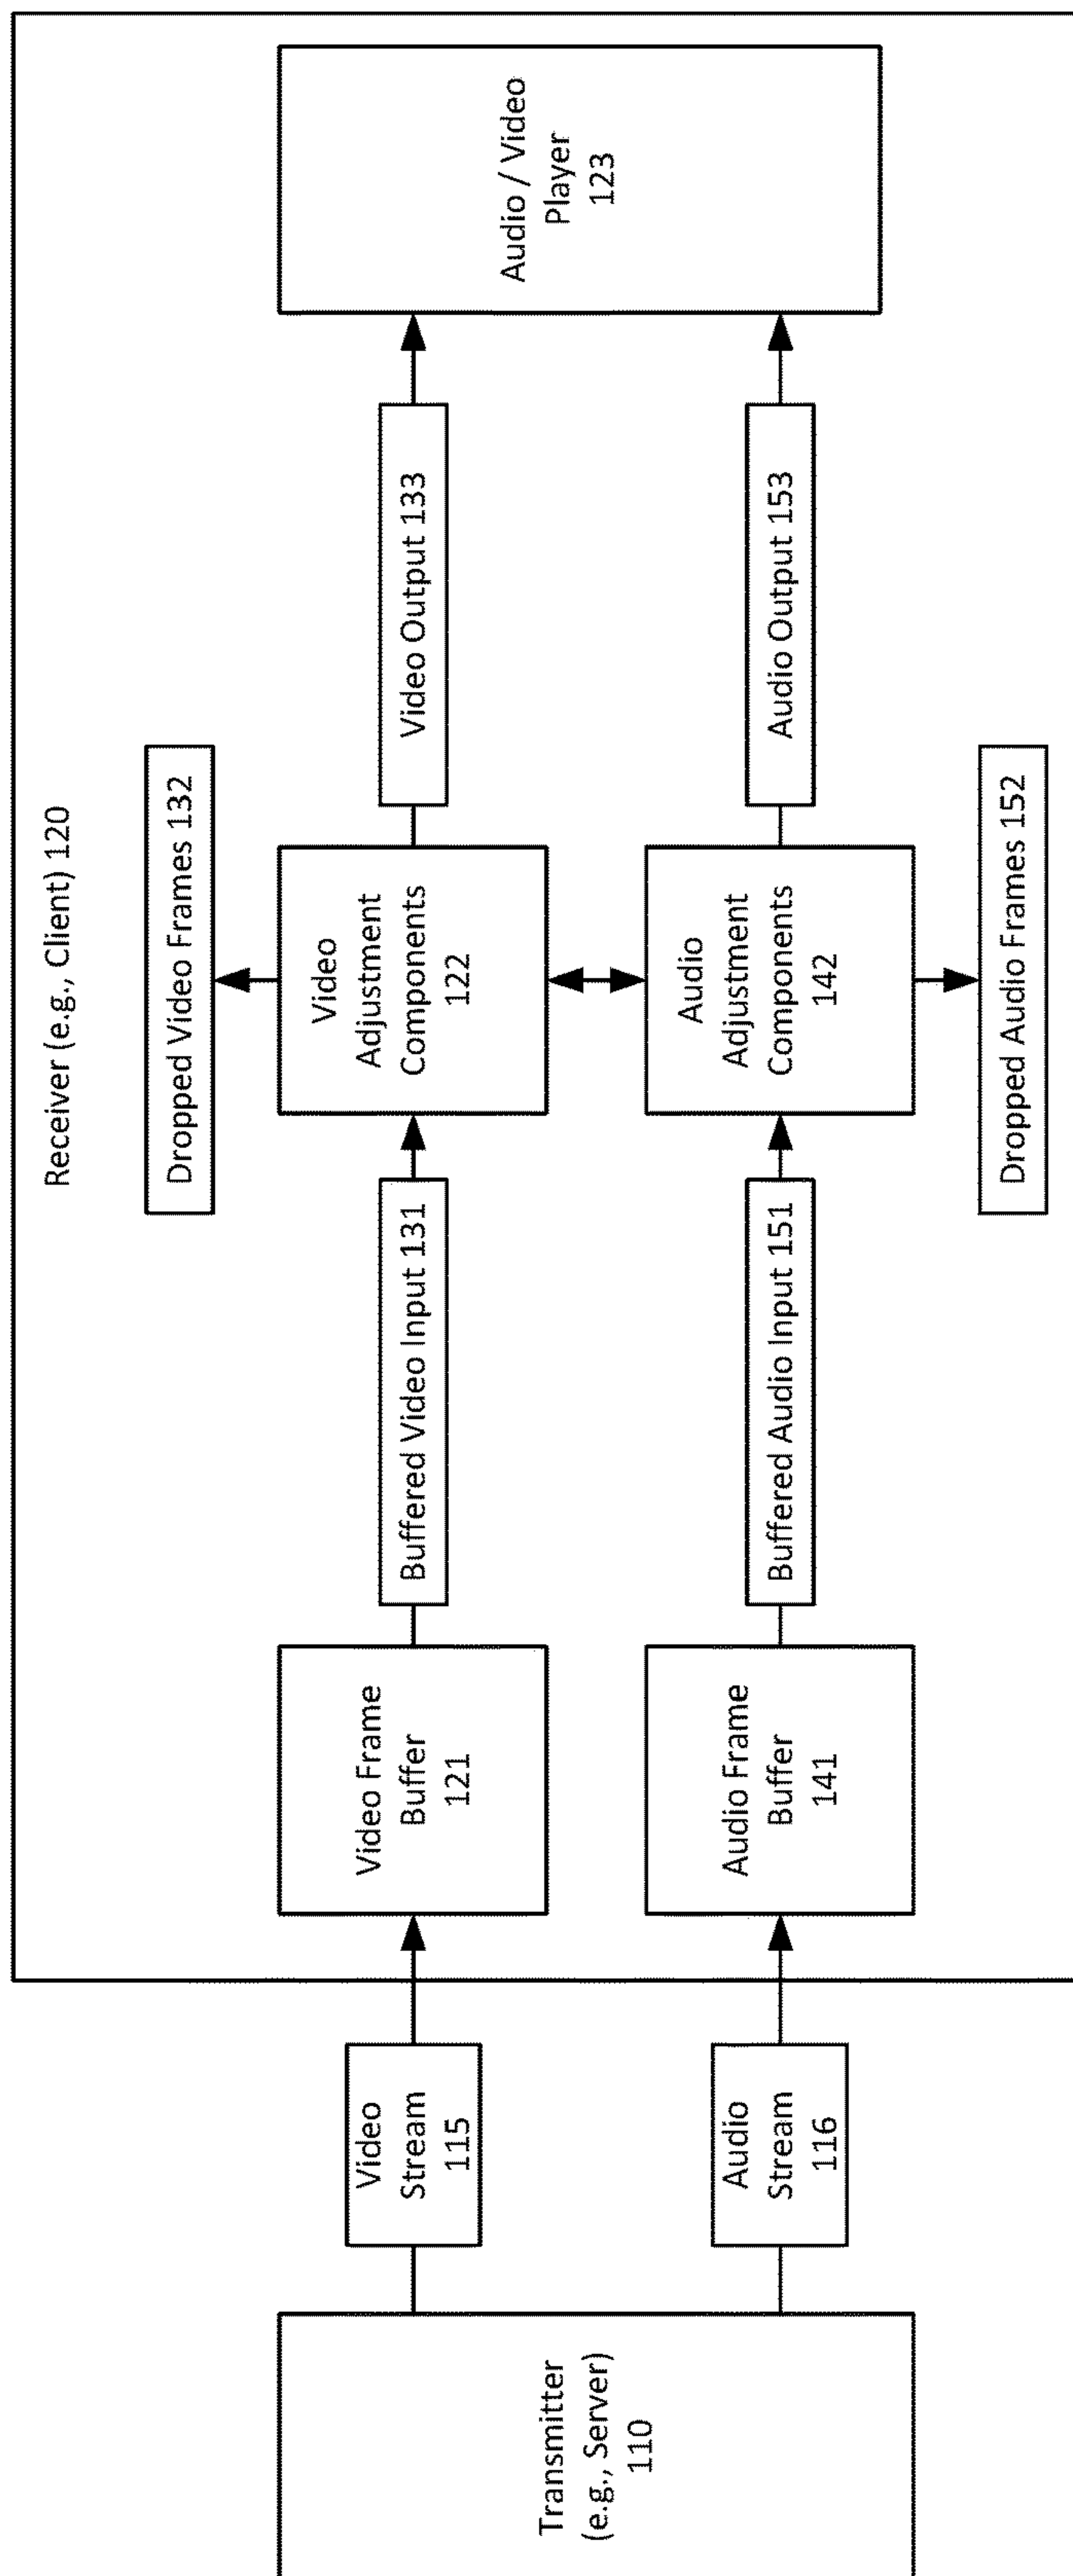 Receiver (e.g., Client) 120
Transmitter
(e.g., Server)
110
Video
Stream
115
Audio
Stream
116
Video Frame
Buffer
121
Audio Frame
Buffer
141
Buffered Video Input 131
Buffered Audio Input 151
Dropped Video Frames 132
Video
Adjustment
Components
122
Audio
Adjustment
Components
142
Dropped Audio Frames 152
Video Output 133
Audio Output 153
Audio / Video
Player
123